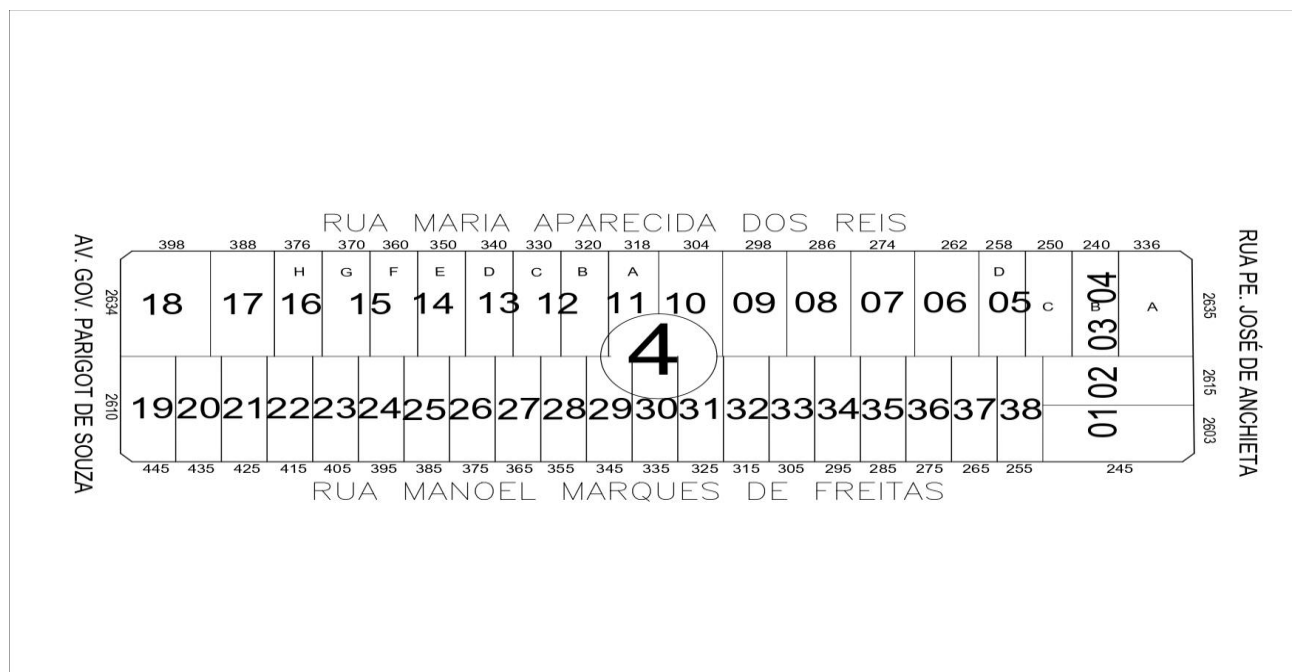 RUA MARIA APARECIDA DOS REIS
398 388 376 370 360 350 340 330 320 318 304 298 286 274 262 258 250 240 336
H G F E D C B A D
18 17 16 15 14 13 12 11 10 09 08 07 06 05 C 03 04 A
2634 2635
AV. GOV. PARIGOT DE SOUZA
RUA PE. JOSÉ DE ANCHIETA
4
2610 2615
2603
19 20 21 22 23 24 25 26 27 28 29 30 31 32 33 34 35 36 37 38 01 02
445 435 425 415 405 395 385 375 365 355 345 335 325 315 305 295 285 275 265 255 245
RUA MANOEL MARQUES DE FREITAS